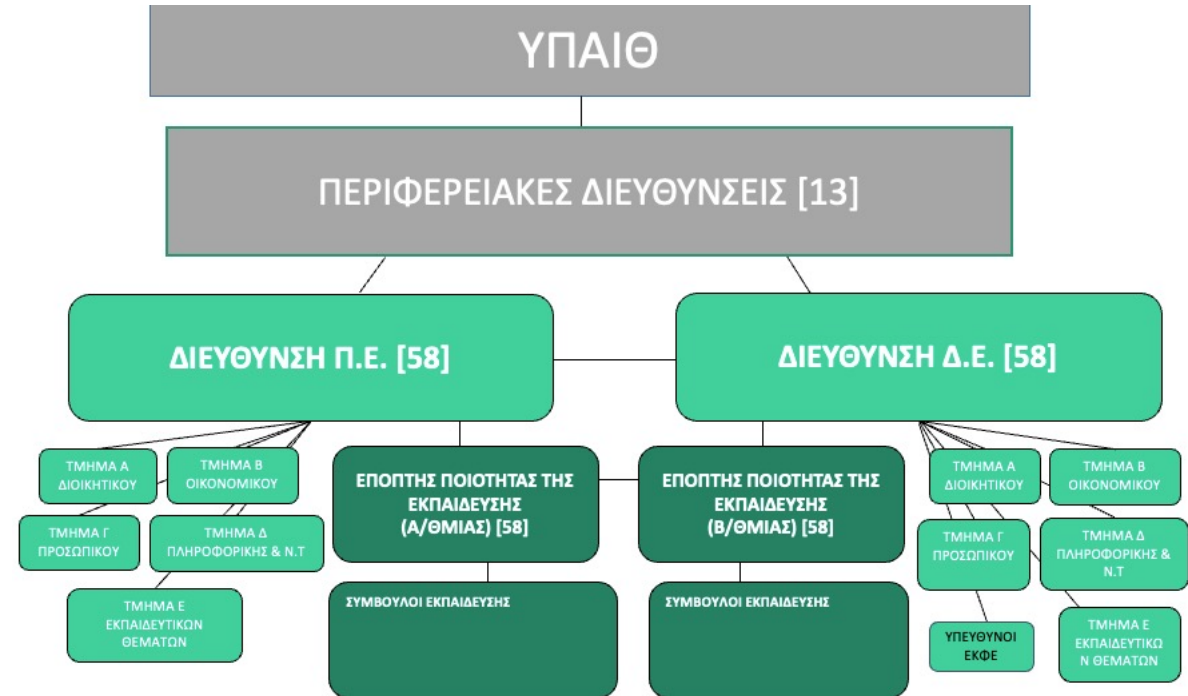 ΥΠΑΙΘ
ΠΕΡΙΦΕΡΕΙΑΚΕΣ ΔΙΕΥΘΥΝΣΕΙΣ [13]
ΔΙΕΥΘΥΝΣΗ Π.Ε. [58]
ΔΙΕΥΘΥΝΣΗ Δ.Ε. [58]
ΤΜΗΜΑ Α
ΔΙΟΙΚΗΤΙΚΟΥ
ΤΜΗΜΑ Β
ΟΙΚΟΝΟΜΙΚΟΥ
ΤΜΗΜΑ Γ
ΠΡΟΣΩΠΙΚΟΥ
ΤΜΗΜΑ Δ
ΠΛΗΡΟΦΟΡΙΚΗΣ & Ν.Τ
ΤΜΗΜΑ Ε
ΕΚΠΑΙΔΕΥΤΙΚΩΝ
ΘΕΜΑΤΩΝ
ΕΠΟΠΤΗΣ ΠΟΙΟΤΗΤΑΣ ΤΗΣ
ΕΚΠΑΙΔΕΥΣΗΣ
(Α/ΘΜΙΑΣ) [58]
ΣΥΜΒΟΥΛΟΙ ΕΚΠΑΙΔΕΥΣΗΣ
ΕΠΟΠΤΗΣ ΠΟΙΟΤΗΤΑΣ ΤΗΣ
ΕΚΠΑΙΔΕΥΣΗΣ
(Β/ΘΜΙΑΣ) [58]
ΣΥΜΒΟΥΛΟΙ ΕΚΠΑΙΔΕΥΣΗΣ
ΤΜΗΜΑ Α
ΔΙΟΙΚΗΤΙΚΟΥ
ΤΜΗΜΑ Β
ΟΙΚΟΝΟΜΙΚΟΥ
ΤΜΗΜΑ Γ
ΠΡΟΣΩΠΙΚΟΥ
ΤΜΗΜΑ Δ
ΠΛΗΡΟΦΟΡΙΚΗΣ &
Ν.Τ
ΥΠΕΥΘΥΝΟΙ
ΕΚΦΕ
ΤΜΗΜΑ Ε
ΕΚΠΑΙΔΕΥΤΙΚΩ
Ν ΘΕΜΑΤΩΝ